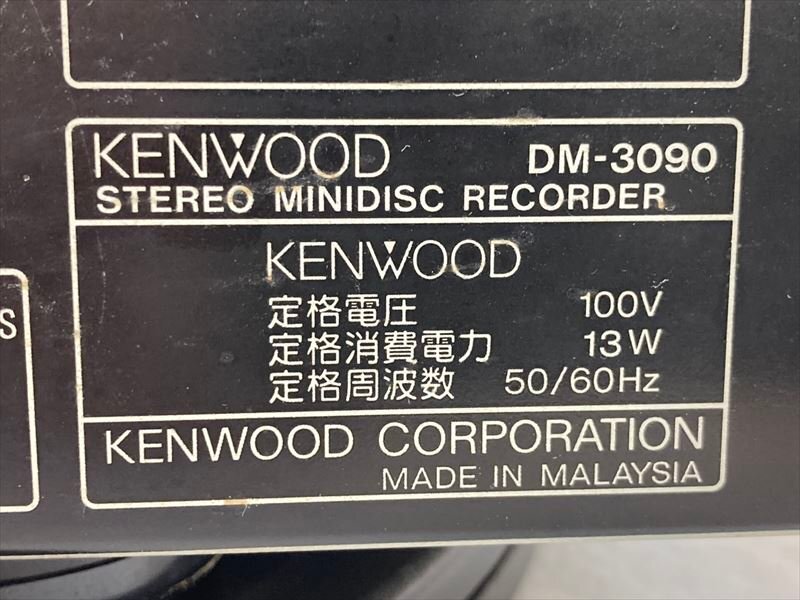 KENWOOD DM-3090
STEREO MINIDISC RECORDER
KENWOOD
定格電圧 100V
定格消費電力 13W
定格周波数 50/60Hz
S
KENWOOD CORPORATION
MADE IN MALAYSIA